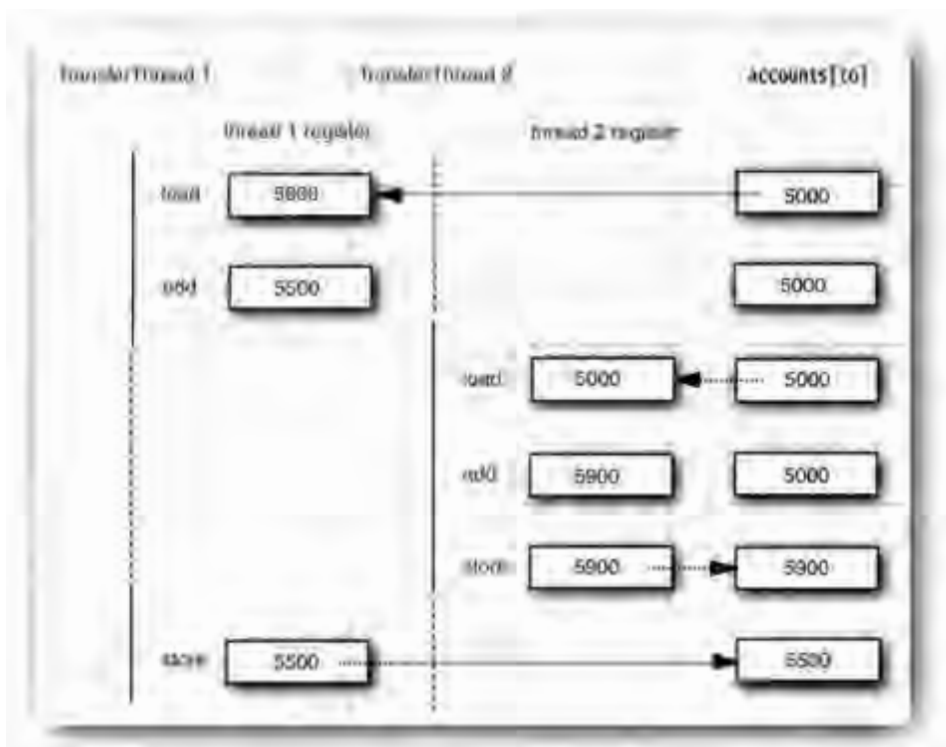 TransferThread 1 TransferThread 2 accounts[to]
thread 1 register thread 2 register
load 5000 5000
add 5500 5000
load 5000 5000
add 5900 5000
store 5900 5900
store 5500 5500